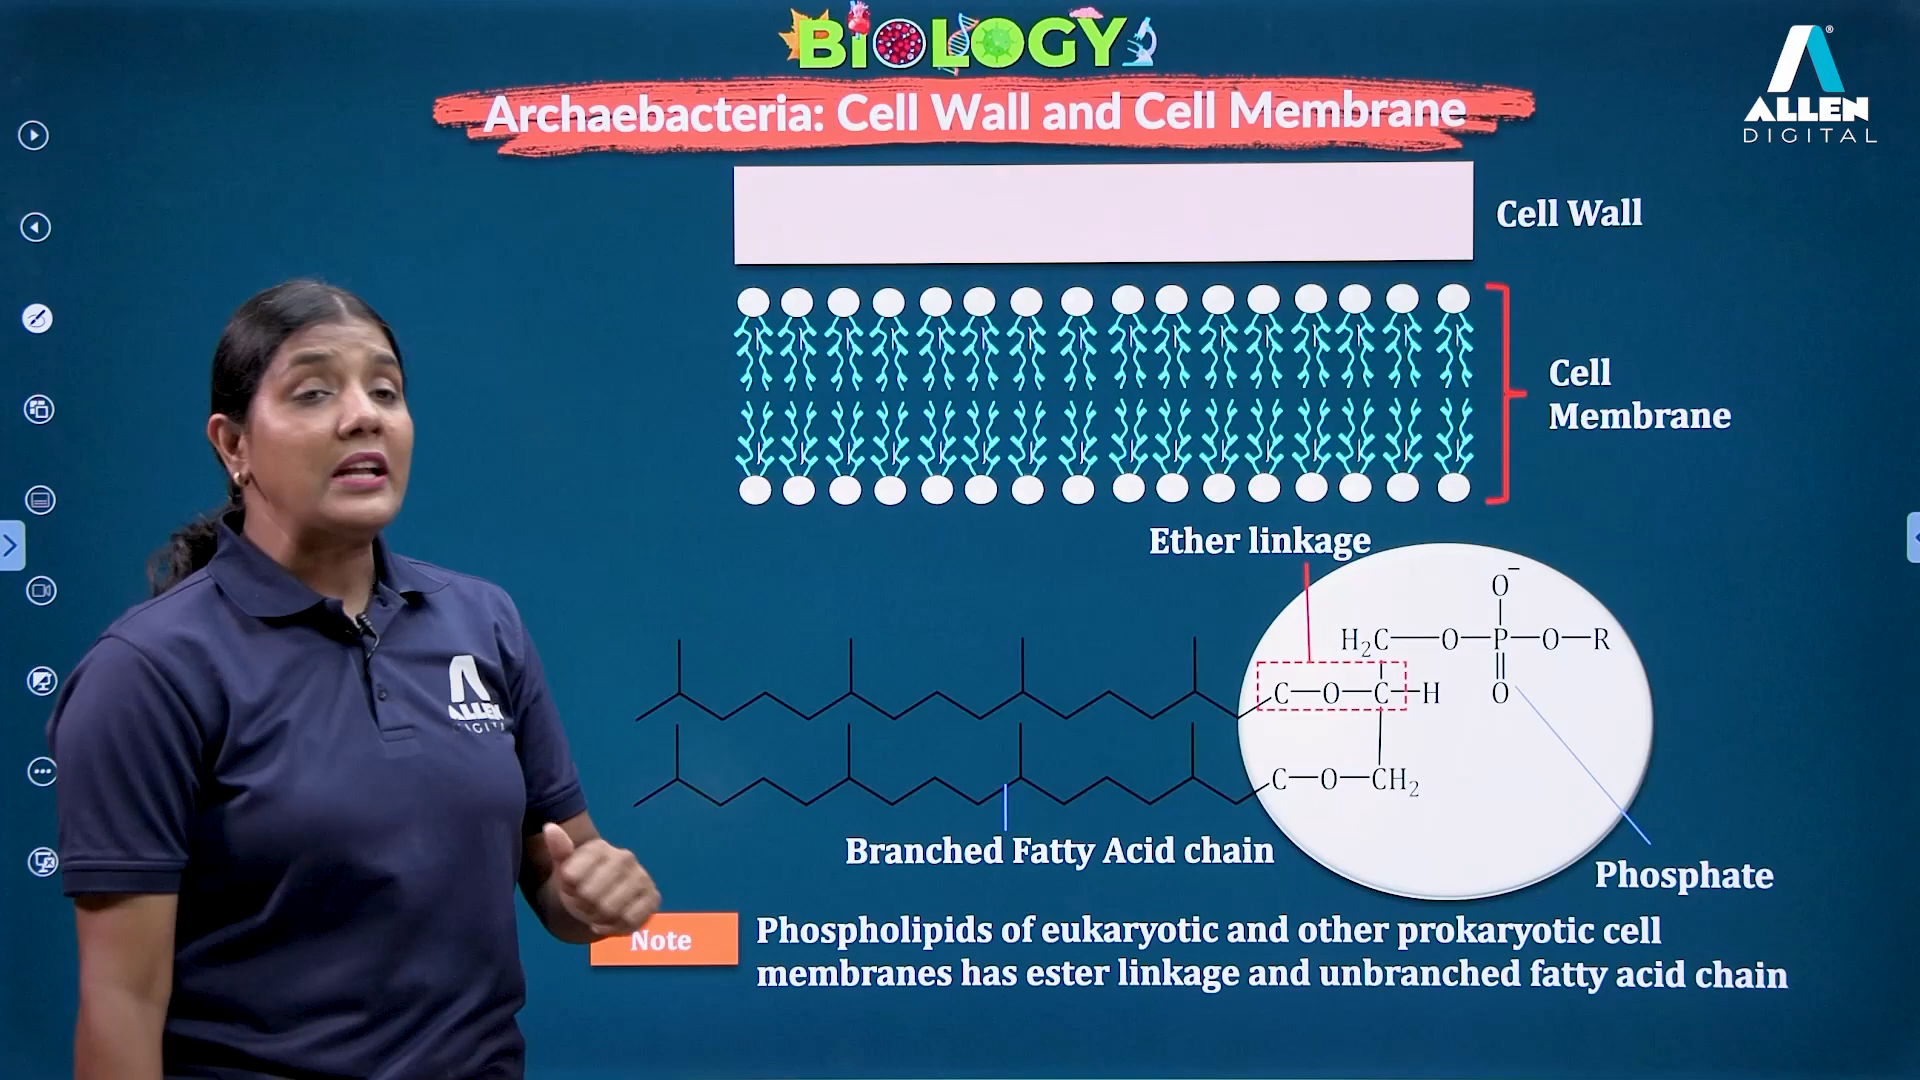 BIOLOGY
ALLEN
DIGITAL
Archaebacteria: Cell Wall and Cell Membrane
Cell Wall
Cell
Membrane
Ether linkage
O⁻
H₂C—O—P—O—R
C—O—C—H
O
C—O—CH₂
Branched Fatty Acid chain
Phosphate
ALLEN
Note
Phospholipids of eukaryotic and other prokaryotic cell
membranes has ester linkage and unbranched fatty acid chain